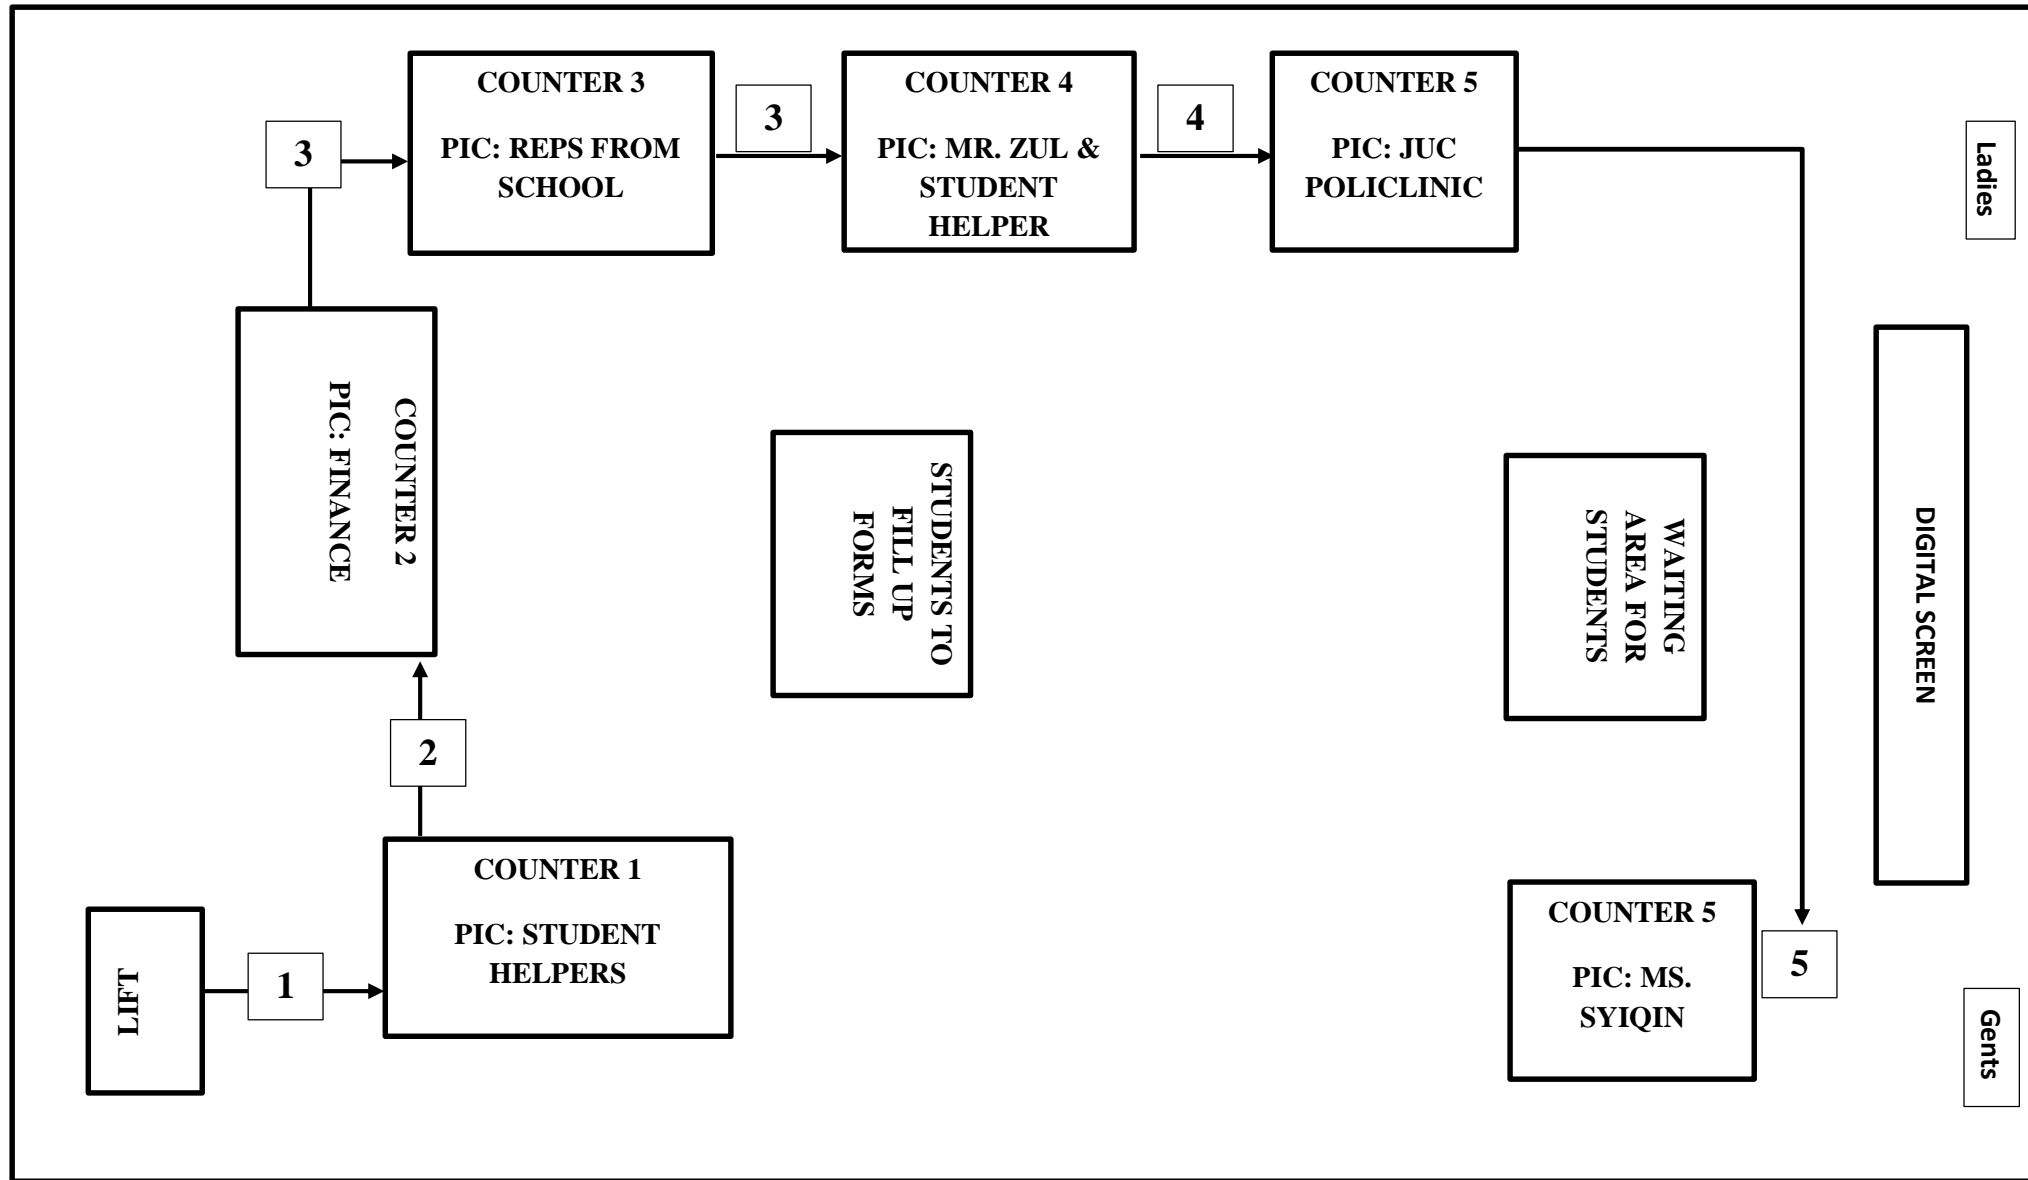 COUNTER 3
PIC: REPS FROM
SCHOOL
3
COUNTER 4
PIC: MR. ZUL &
STUDENT
HELPER
4
COUNTER 5
PIC: JUC
POLICLINIC
Ladies
3
COUNTER 2
PIC: FINANCE
STUDENTS TO
FILL UP
FORMS
WAITING
AREA FOR
STUDENTS
DIGITAL SCREEN
2
COUNTER 1
PIC: STUDENT
HELPERS
LIFT
1
COUNTER 5
PIC: MS.
SYIQIN
5
Gents